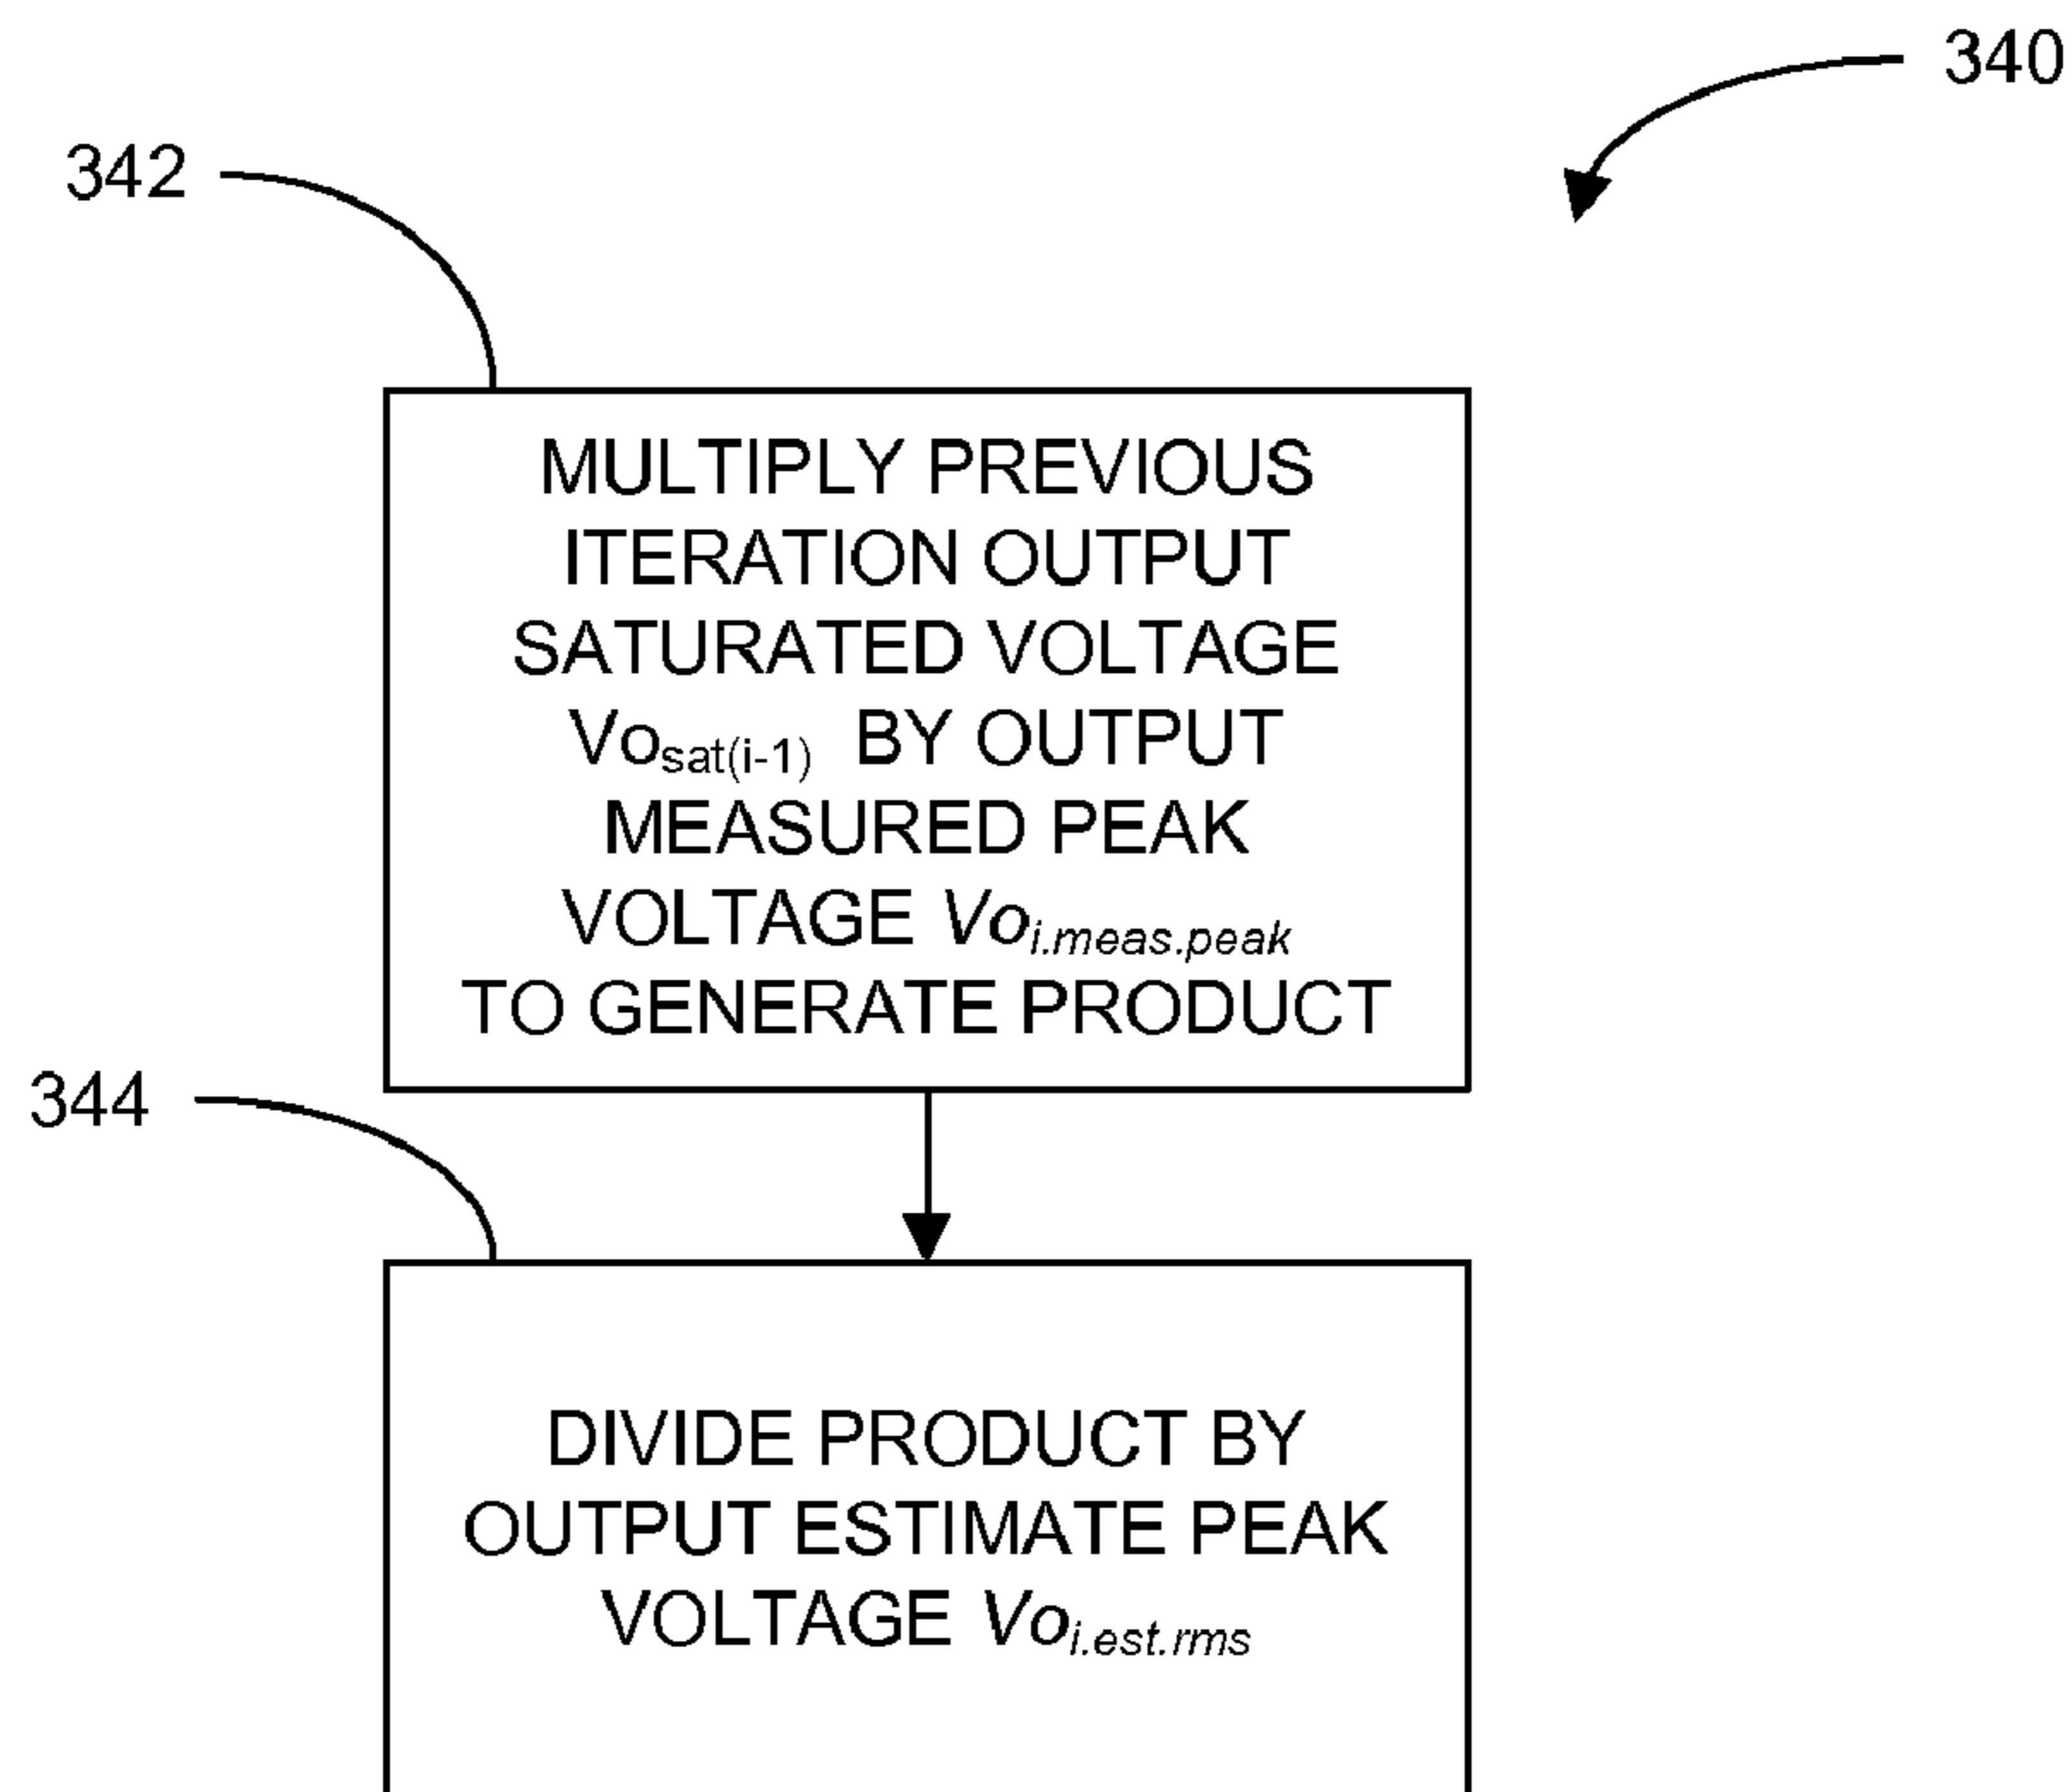 340
342
MULTIPLY PREVIOUS
ITERATION OUTPUT
SATURATED VOLTAGE
Vosat(i-1) BY OUTPUT
MEASURED PEAK
VOLTAGE Voi.meas.peak
TO GENERATE PRODUCT
344
DIVIDE PRODUCT BY
OUTPUT ESTIMATE PEAK
VOLTAGE Voi.est.rms